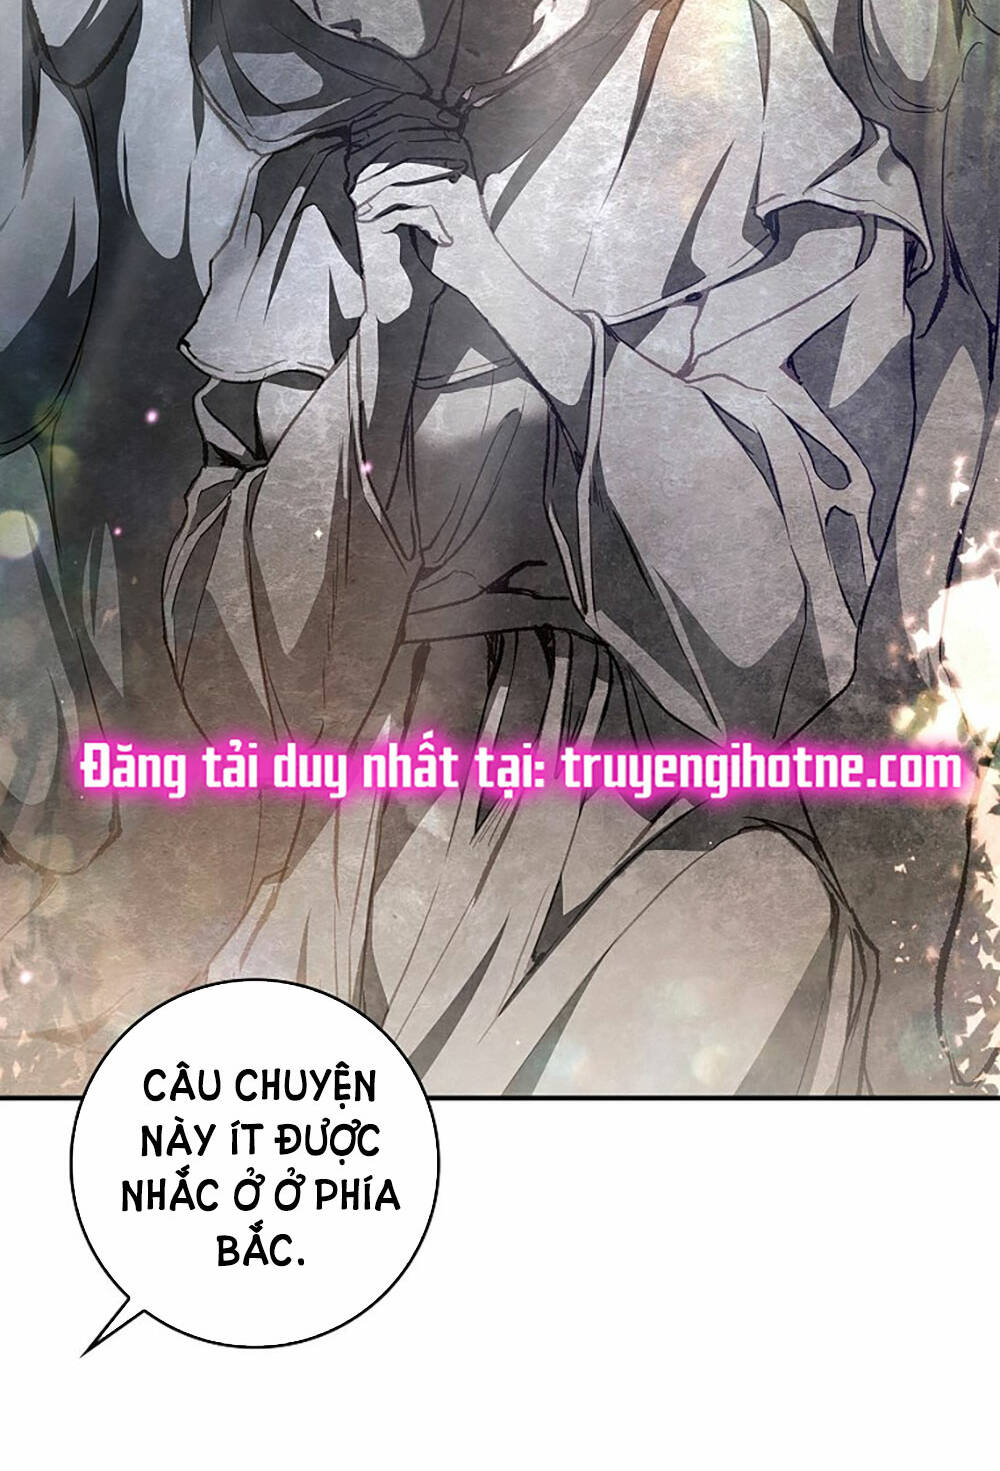 Đăng tải duy nhất tại: truyengihotne.com
CÂU CHUYỆN
NÀY ÍT ĐƯỢC
NHẮC Ở Ở PHÍA
BẮC.